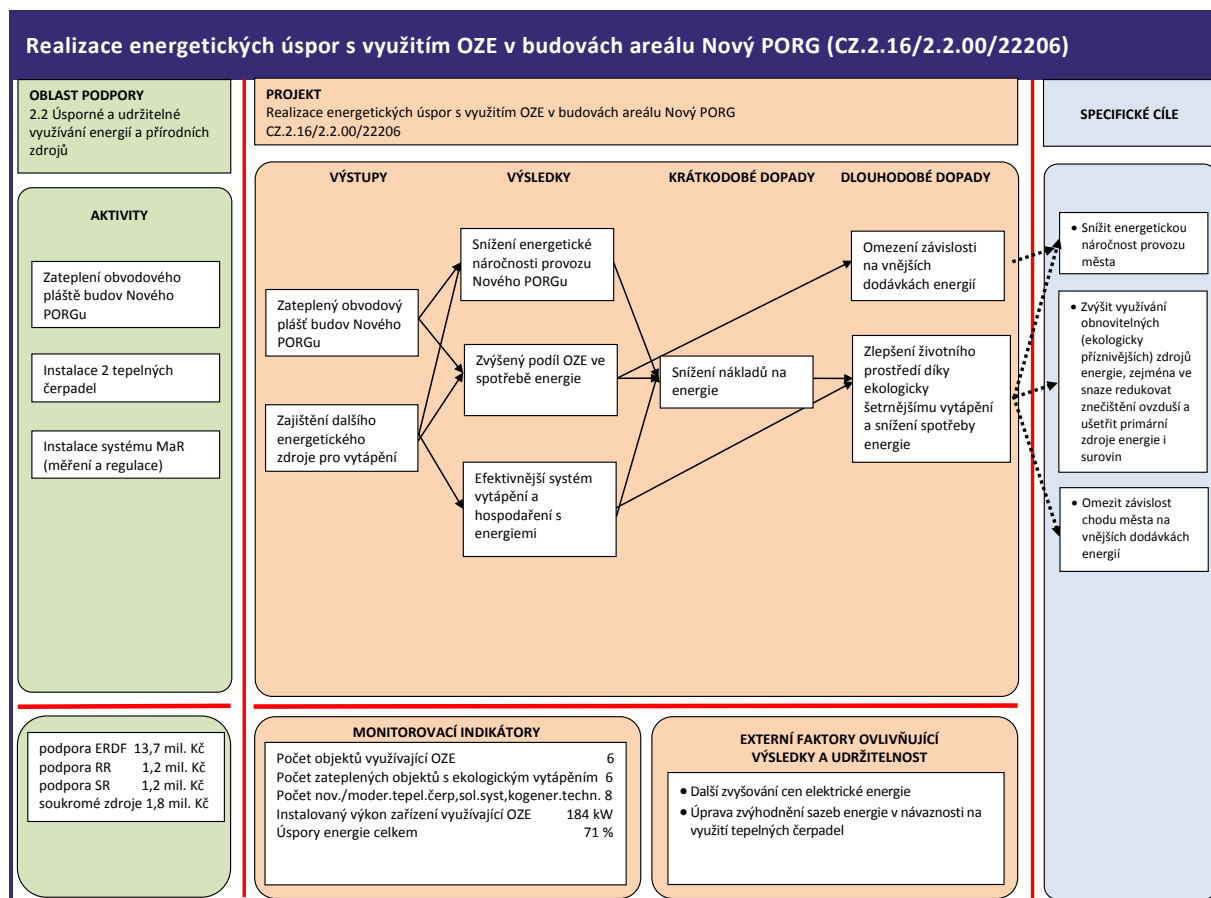 Realizace energetických úspor s využitím OZE v budovách areálu Nový PORG (CZ.2.16/2.2.00/22206)
OBLAST PODPORY
2.2 Úsporné a udržitelné
využívání energií a přírodních
zdrojů
PROJEKT
Realizace energetických úspor s využitím OZE v budovách areálu Nový PORG
CZ.2.16/2.2.00/22206
SPECIFICKÉ CÍLE
AKTIVITY
Zateplení obvodového
pláště budov Nového
PORGu
Instalace 2 tepelných
čerpadel
Instalace systému MaR
(měření a regulace)
VÝSTUPY
Zateplený obvodový
plášť budov Nového
PORGu
Zajištění dalšího
energetického
zdroje pro vytápění
VÝSLEDKY
Snížení energetické
náročnosti provozu
Nového PORGu
Zvýšený podíl OZE ve
spotřebě energie
Efektivnější systém
vytápění a
hospodaření s
energiemi
KRÁTKODOBÉ DOPADY
Snížení nákladů na
energie
DLOUHODOBÉ DOPADY
Omezení závislosti
na vnějších
dodávkách energií
Zlepšení životního
prostředí díky
ekologicky
šetrnějšímu vytápění
a snížení spotřeby
energie
• Snížit energetickou
náročnost provozu
města
• Zvýšit využívání
obnovitelných
(ekologicky
příznivějších) zdrojů
energie, zejména ve
snaze redukovat
znečištění ovzduší a
ušetřit primární
zdroje energie i
surovin
• Omezit závislost
chodu města na
vnějších dodávkách
energií
podpora ERDF 13,7 mil. Kč
podpora RR 1,2 mil. Kč
podpora SR 1,2 mil. Kč
soukromé zdroje 1,8 mil. Kč
MONITOROVACÍ INDIKÁTORY
Počet objektů využívající OZE 6
Počet zateplených objektů s ekologickým vytápěním 6
Počet nov./moder.tepel.čerp,sol.syst,kogener.techn. 8
Instalovaný výkon zařízení využívající OZE 184 kW
Úspory energie celkem 71 %
EXTERNÍ FAKTORY OVLIVŇUJÍCÍ
VÝSLEDKY A UDRŽITELNOST
• Další zvyšování cen elektrické energie
• Úprava zvýhodnění sazeb energie v návaznosti na
využití tepelných čerpadel